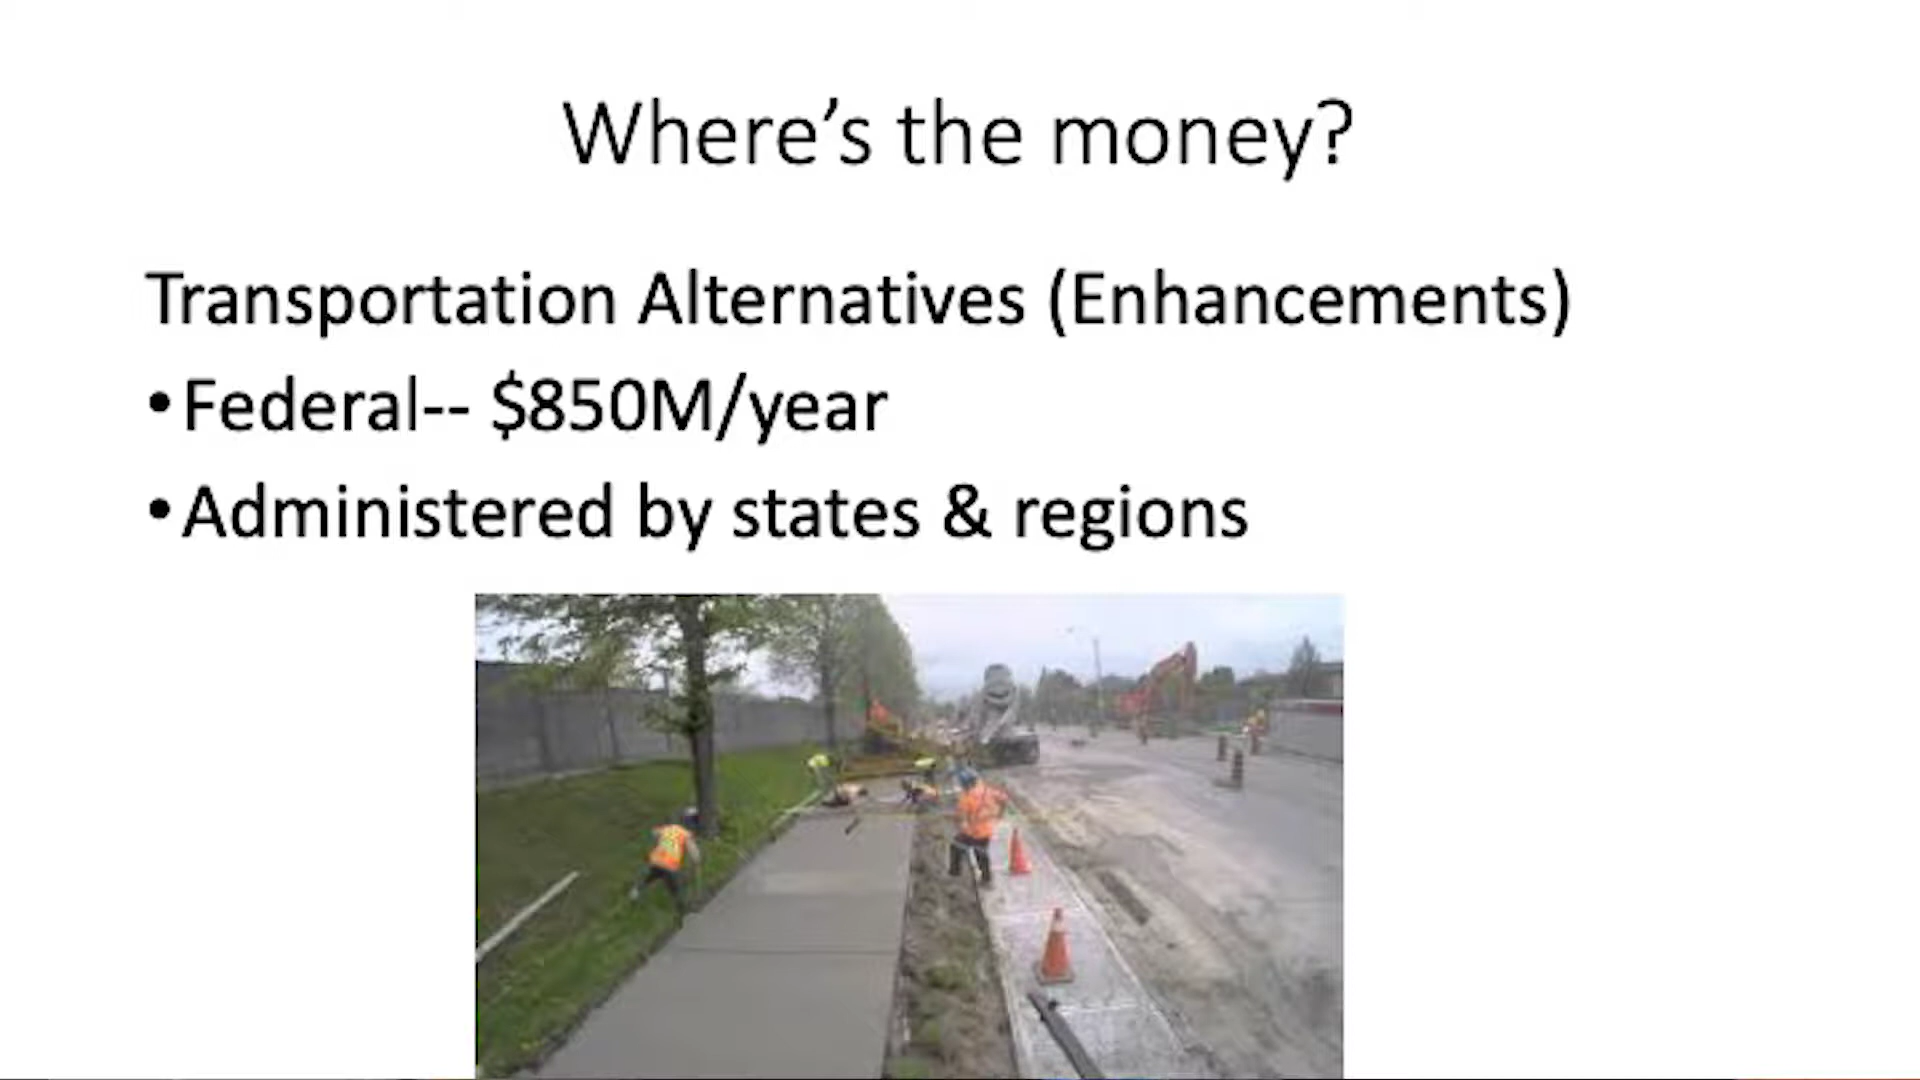 Where’s the money?
Transportation Alternatives (Enhancements)
•Federal-- $850M/year
•Administered by states & regions